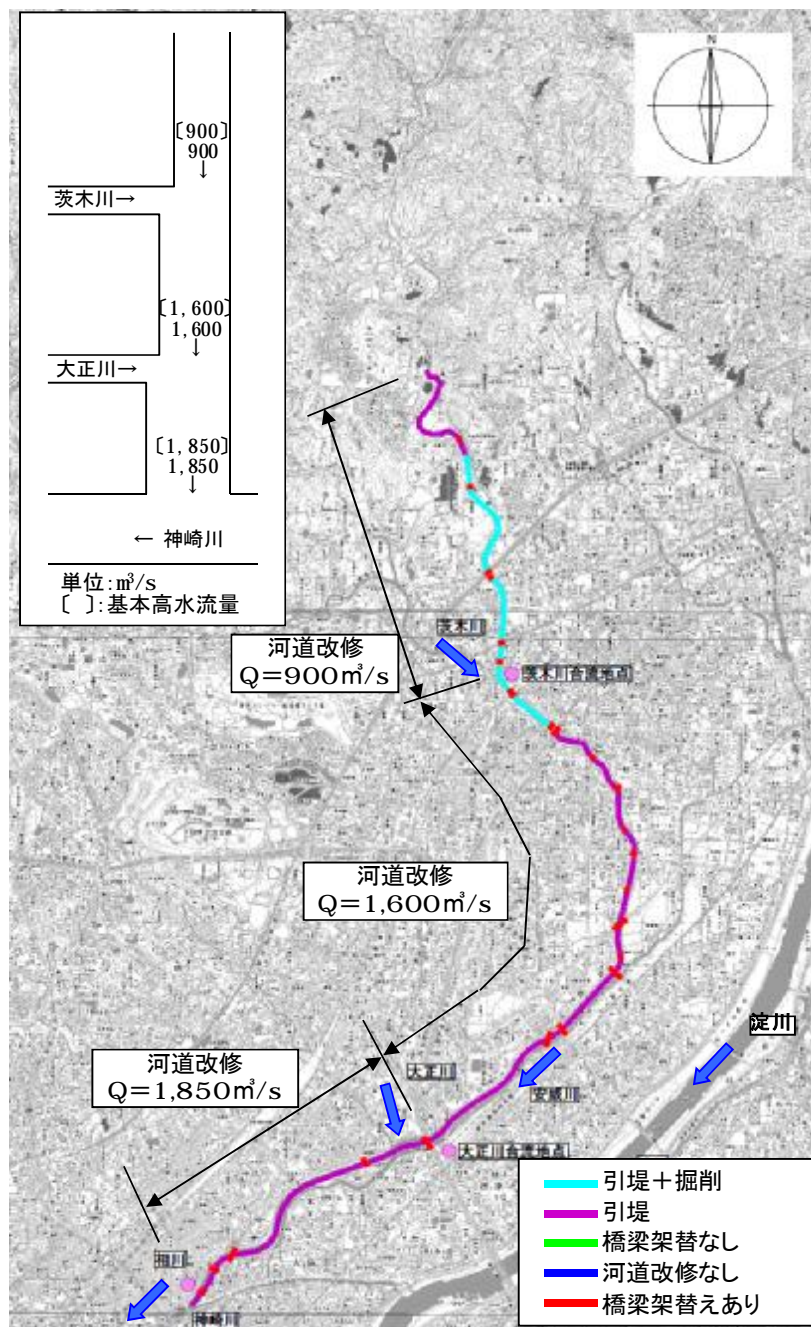 N
〔900〕
900
↓
茨木川→
〔1,600〕
1,600
↓
大正川→
〔1,850〕
1,850
↓
← 神崎川
単位:㎥/s
〔 〕:基本高水流量
河道改修
Q=900㎥/s
茨木川
茨木川合流地点
河道改修
Q=1,600㎥/s
淀川
河道改修
Q=1,850㎥/s
大正川
安威川
大正川合流地点
相川
神崎川
引堤+掘削
引堤
橋梁架替なし
河道改修なし
橋梁架替えあり